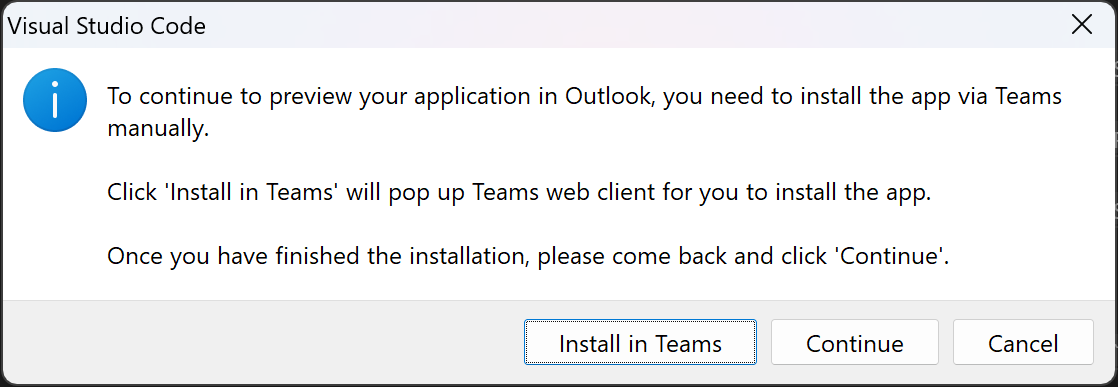 Visual Studio Code
To continue to preview your application in Outlook, you need to install the app via Teams
manually.
Click 'Install in Teams' will pop up Teams web client for you to install the app.
Once you have finished the installation, please come back and click 'Continue'.
Install in Teams
Continue
Cancel